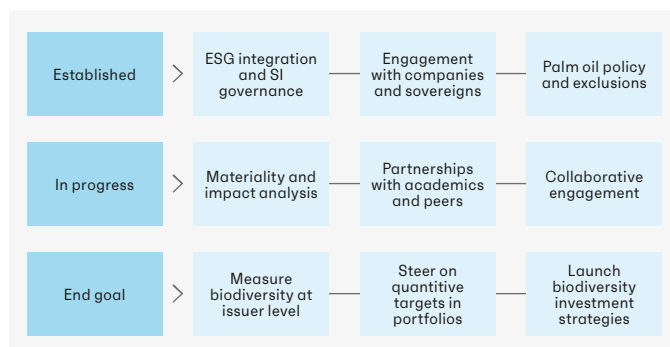 Established
ESG integration
and SI
governance
Engagement
with companies
and sovereigns
Palm oil policy
and exclusions
In progress
Materiality and
impact analysis
Partnerships
with academics
and peers
Collaborative
engagement
End goal
Measure
biodiversity at
issuer level
Steer on
quantitive
targets in
portfolios
Launch
biodiversity
investment
strategies